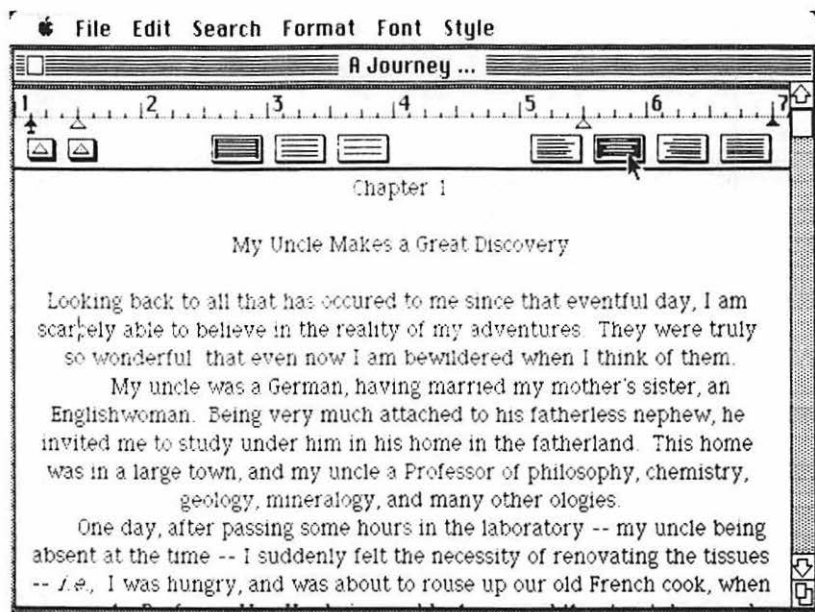 File Edit Search Format Font Style
A Journey ...
1 2 3 4 5 6 7
Chapter 1
My Uncle Makes a Great Discovery
Looking back to all that has occured to me since that eventful day, I am
scarcely able to believe in the reality of my adventures. They were truly
so wonderful that even now I am bewildered when I think of them.
My uncle was a German, having married my mother's sister, an
Englishwoman. Being very much attached to his fatherless nephew, he
invited me to study under him in his home in the fatherland. This home
was in a large town, and my uncle a Professor of philosophy, chemistry,
geology, mineralogy, and many other ologies.
One day, after passing some hours in the laboratory -- my uncle being
absent at the time -- I suddenly felt the necessity of renovating the tissues
-- i.e., I was hungry, and was about to rouse up our old French cook, when